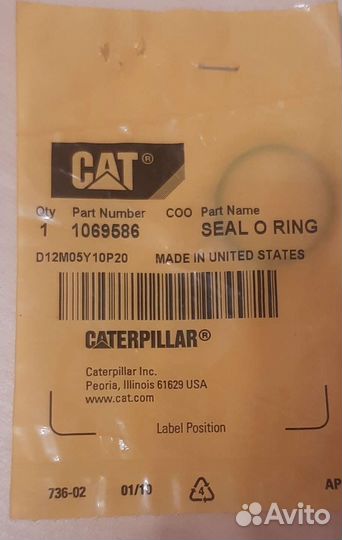 CAT®
Qty Part Number COO Part Name
1 1069586 SEAL O RING
D12M05Y10P20 MADE IN UNITED STATES
CATERPILLAR®
Caterpillar Inc.
Peoria, Illinois 61629 USA
www.cat.com
Label Position
736-02 01/10 4 AP
Avito